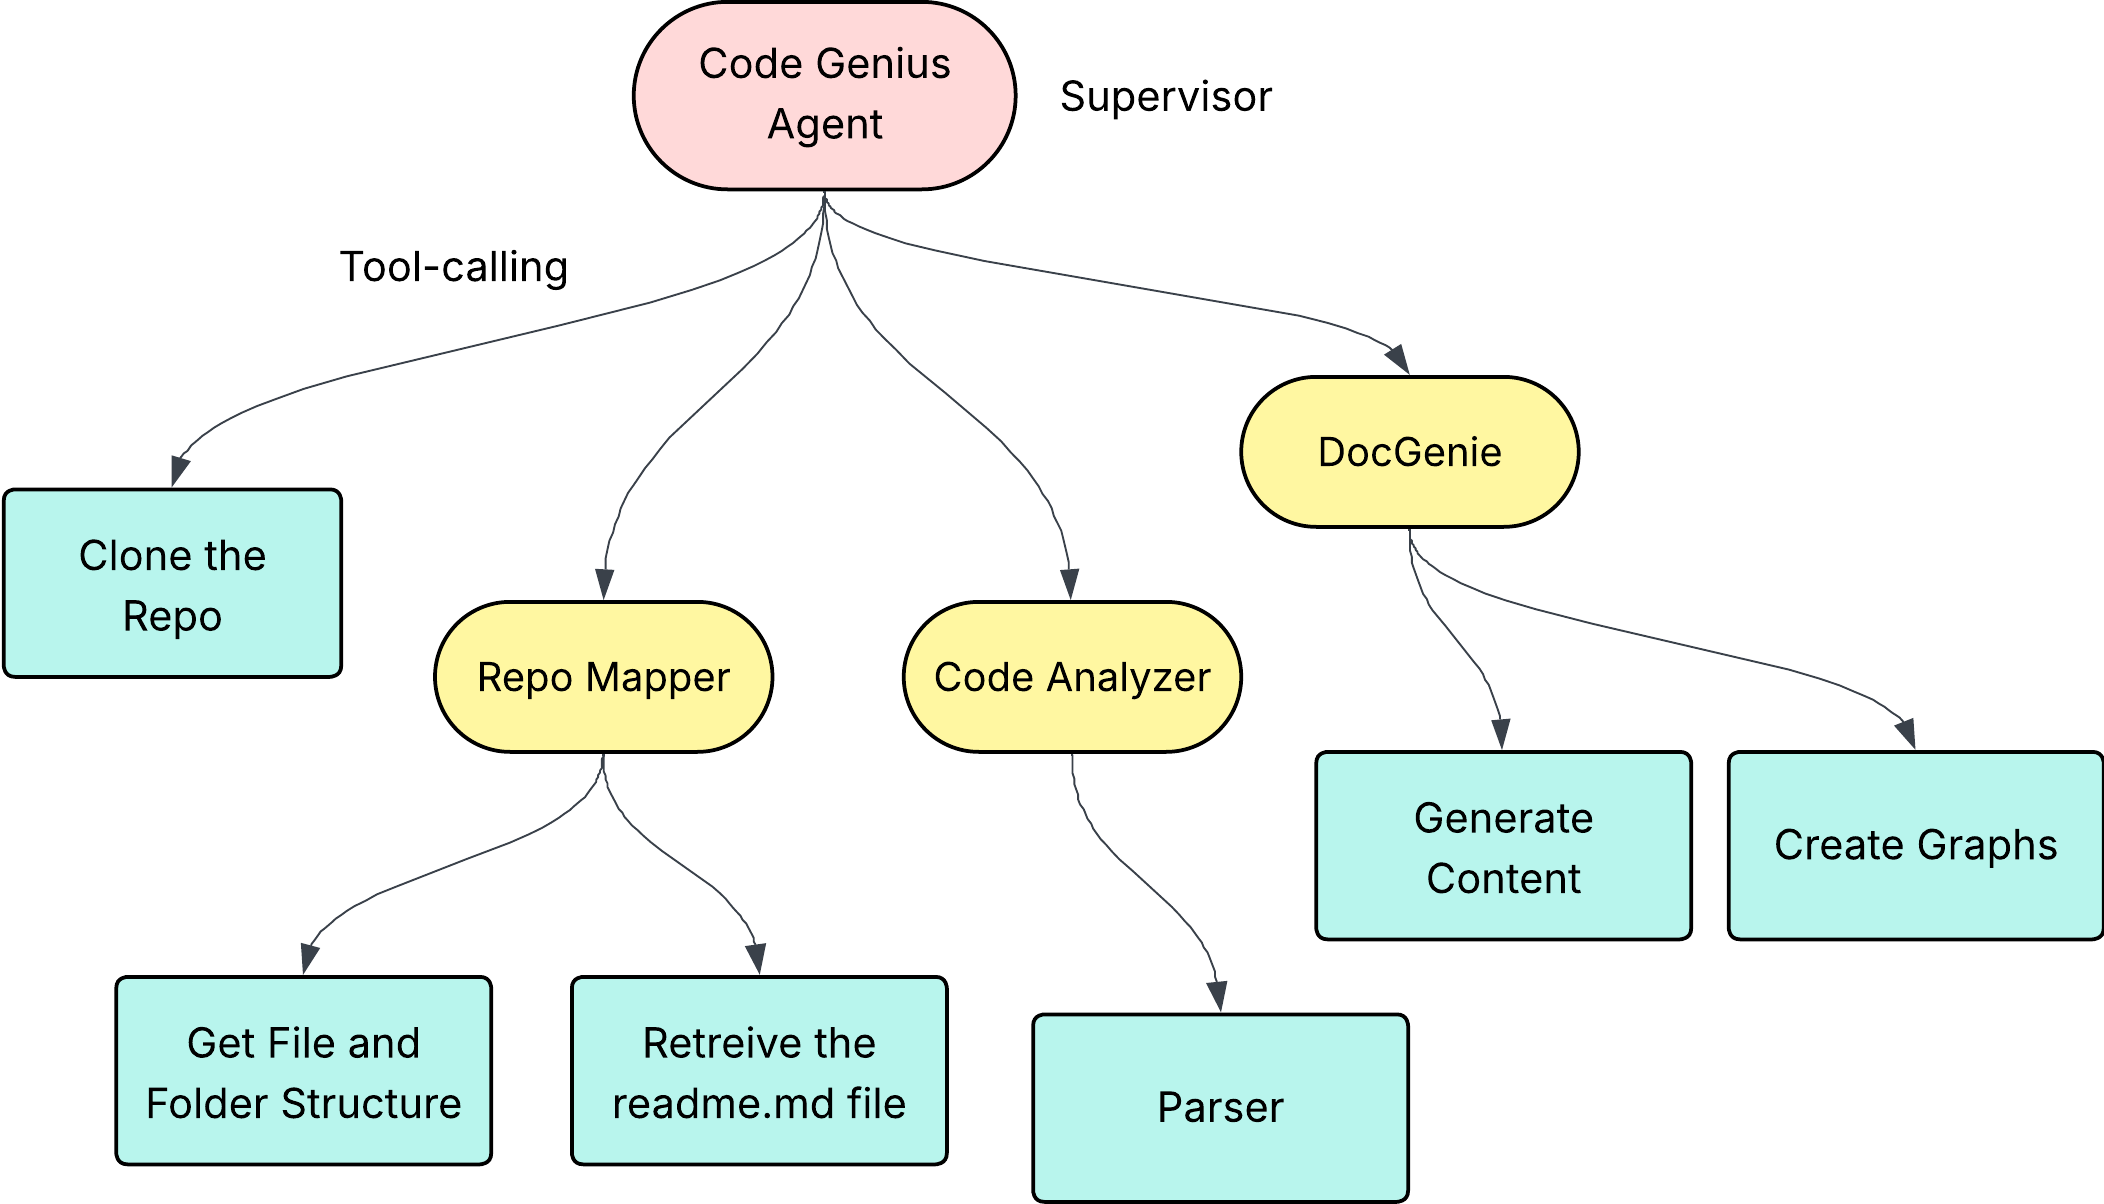 Code Genius
Agent
Supervisor
Tool-calling
DocGenie
Clone the
Repo
Repo Mapper
Code Analyzer
Generate
Content
Create Graphs
Get File and
Folder Structure
Retreive the
readme.md file
Parser